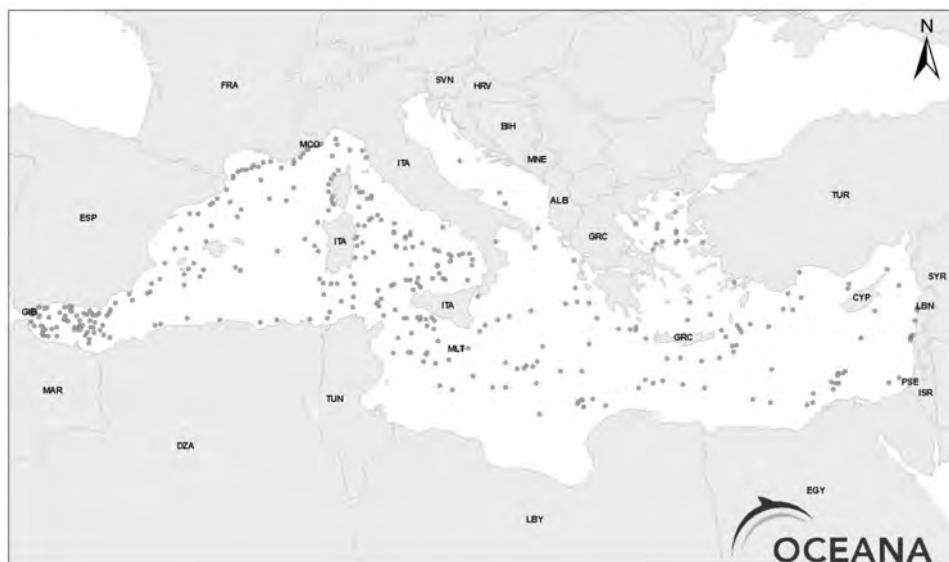 N
FRA
SVN
HRV
MCO
BIH
ITA
MNE
ESP
ALB
TUR
ITA
GRC
SYR
GIB
ITA
CYP
LBN
GRC
MLT
MAR
TUN
PSE
ISR
DZA
EGY
LBY
OCEANA